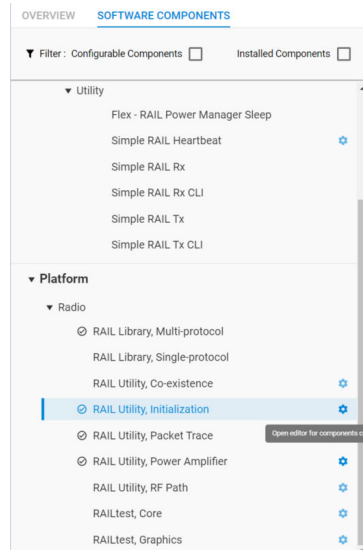 OVERVIEW SOFTWARE COMPONENTS
Filter : Configurable Components Installed Components
Utility
Flex - RAIL Power Manager Sleep
Simple RAIL Heartbeat
Simple RAIL Rx
Simple RAIL Rx CLI
Simple RAIL Tx
Simple RAIL Tx CLI
Platform
Radio
RAIL Library, Multi-protocol
RAIL Library, Single-protocol
RAIL Utility, Co-existence
RAIL Utility, Initialization
RAIL Utility, Packet Trace
Open editor for components c
RAIL Utility, Power Amplifier
RAIL Utility, RF Path
RAILtest, Core
RAILtest, Graphics